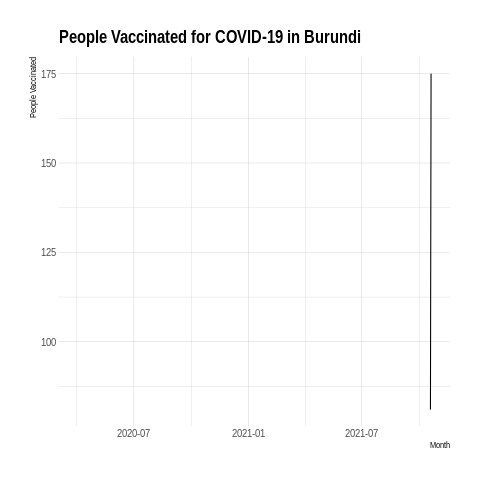 People Vaccinated for COVID-19 in Burundi
People Vaccinated
175
150
125
100
2020-07 2021-01 2021-07
Month